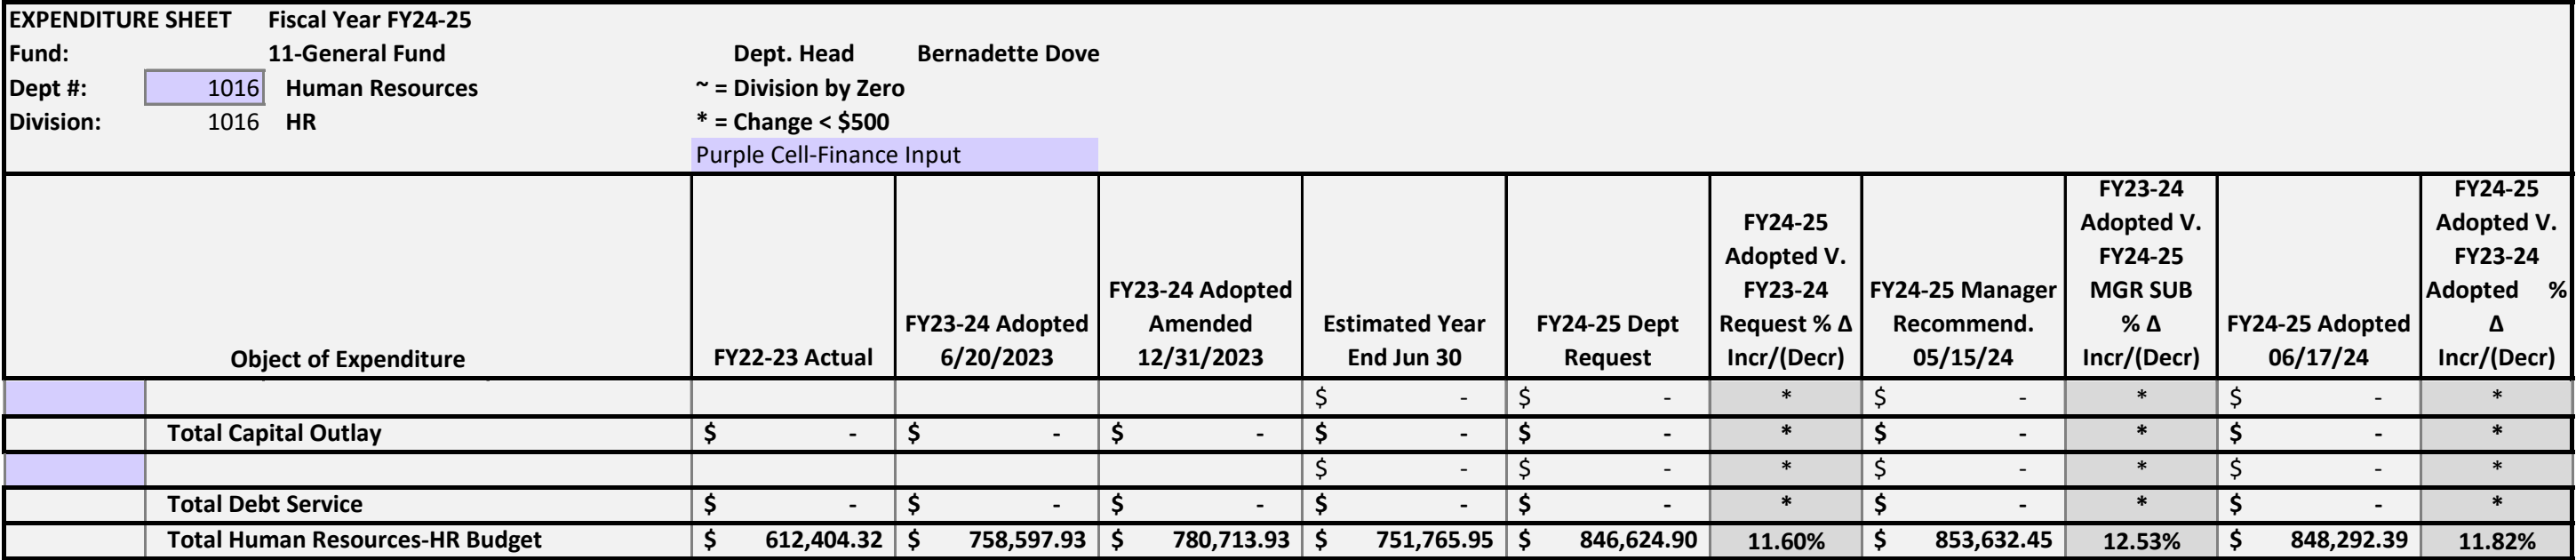 EXPENDITURE SHEET Fiscal Year FY24-25
Fund: 11-General Fund Dept. Head Bernadette Dove
Dept #: 1016 Human Resources ~ = Division by Zero
Division: 1016 HR * = Change < $500
Purple Cell-Finance Input
Object of Expenditure
FY22-23 Actual
FY23-24 Adopted
6/20/2023
FY23-24 Adopted
Amended
12/31/2023
Estimated Year
End Jun 30
FY24-25 Dept
Request
FY24-25
Adopted V.
FY23-24
Request % Δ
Incr/(Decr)
FY24-25 Manager
Recommend.
05/15/24
FY23-24
Adopted V.
FY24-25
MGR SUB
% Δ
Incr/(Decr)
FY24-25 Adopted
06/17/24
FY24-25
Adopted V.
FY23-24
Adopted %
Δ
Incr/(Decr)
$ - $ - * $ - * $ - *
Total Capital Outlay $ - $ - $ - $ - $ - * $ - * $ - *
$ - $ - * $ - * $ - *
Total Debt Service $ - $ - $ - $ - $ - * $ - * $ - *
Total Human Resources-HR Budget $ 612,404.32 $ 758,597.93 $ 780,713.93 $ 751,765.95 $ 846,624.90 11.60% $ 853,632.45 12.53% $ 848,292.39 11.82%